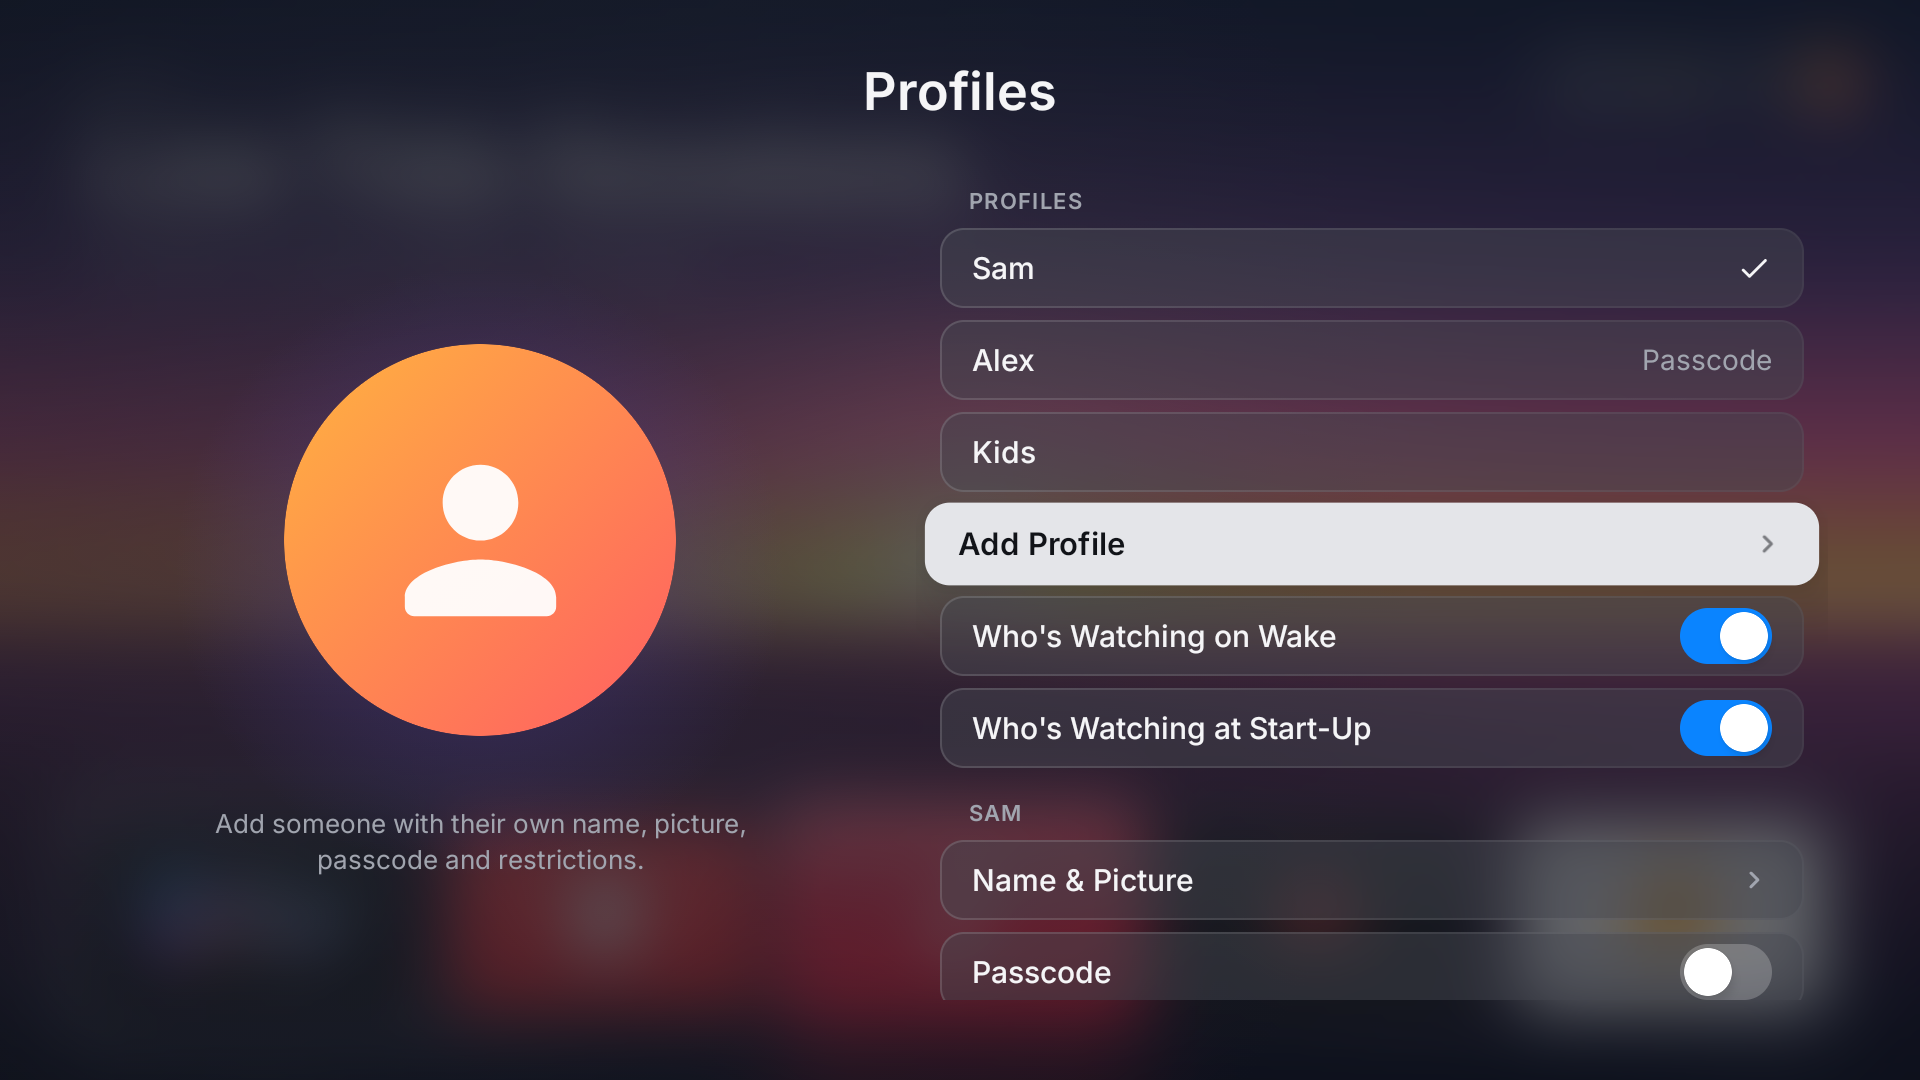 Profiles
PROFILES
Sam
Alex
Passcode
Kids
Add Profile
Who's Watching on Wake
Who's Watching at Start-Up
SAM
Name & Picture
Passcode
Add someone with their own name, picture,
passcode and restrictions.